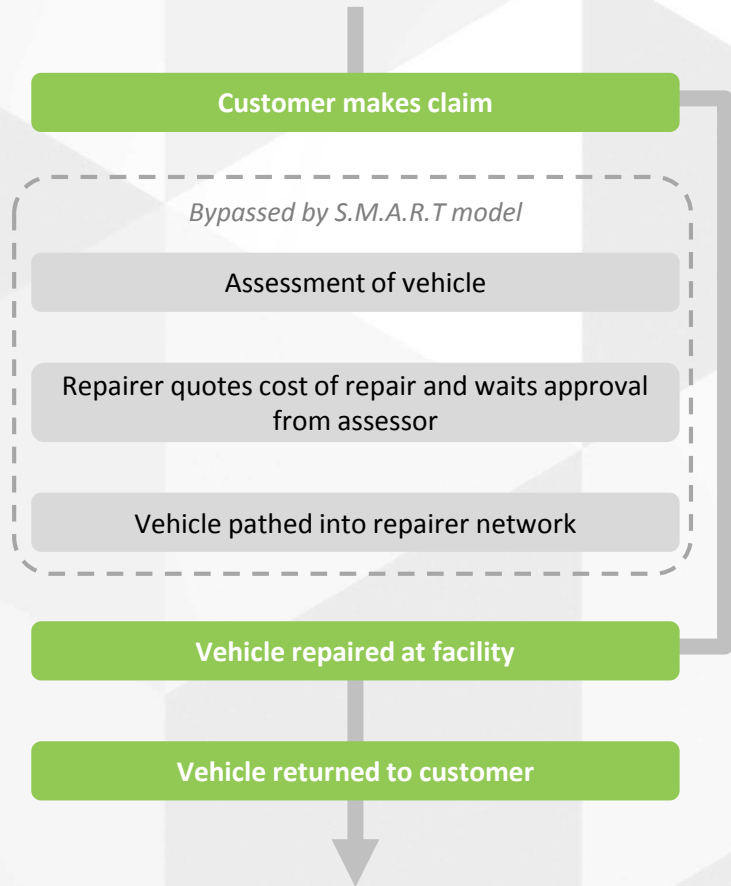 Customer makes claim
Bypassed by S.M.A.R.T model
Assessment of vehicle
Repairer quotes cost of repair and waits approval
from assessor
Vehicle pathed into repairer network
Vehicle repaired at facility
Vehicle returned to customer